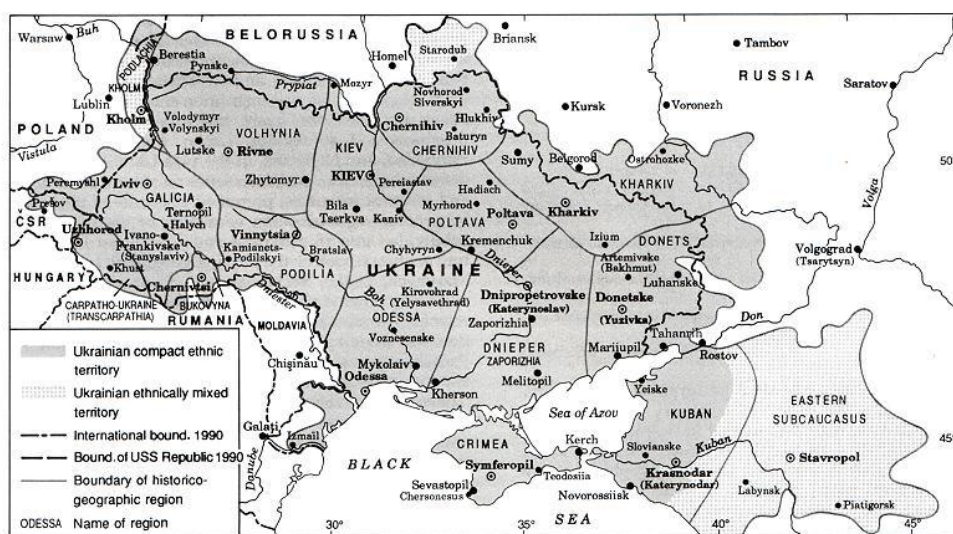 Warsaw
Buh
BELORUSSIA
Briansk
Tambov
Starodub
Homel
RUSSIA
PODLACHIA
Berestia
Pynske
Prypiat
Mozyr
Saratov
KHOLM
Lublin
Novhorod
Siverskyi
Kursk
Voronezh
Kholm
Hlukhiv
Chernihiv
Baturyn
CHERNIHIV
POLAND
Volodymyr
Volynskyi
VOLHYNIA
KIEV
Lutske
Rivne
Vistula
Sumy
Belgorod
Ostrohozke
50°
KHARKIV
Volga
Peremyshl
Lviv
Zhytomyr
KIEV
Pereiaslav
Hadiach
Prešov
GALICIA
Myrhorod
Poltava
Kharkiv
ČSR
Ternopil
Halych
Bila
Tserkva
Kaniv
POLTAVA
Uzhhorod
Ivano-
Frankivske
(Stanyslaviv)
Vinnytsia
Kremenchuk
DONETS
Izium
Volgograd
(Tsarytsyn)
Kamianets-
Podilskyi
Bratslav
Chyhyryn
Dnieper
Artemivske
(Bakhmut)
HUNGARY
Khust
PODILIA
UKRAINE
Luhanske
Chernivtsi
Kirovohrad
(Yelysavethrad)
Dnipropetrovske
(Katerynoslav)
Donetske
(Yuzivka)
CARPATHO-UKRAINE
(TRANSCARPATHIA)
BUKOVYNA
Dniester
Boh
ODESSA
Zaporizhia
RUMANIA
MOLDAVIA
Voznesenske
DNIEPER
ZAPORIZHIA
Tahanrih
Don
Chişinău
Mykolaiv
Mariijupil
Rostov
Odessa
Melitopil
Kherson
Yeiske
EASTERN
SUBCAUCASUS
Galaţi
Izmail
Sea of Azov
KUBAN
45°
CRIMEA
Kerch
Slovianske
Kuban
Danube
BLACK
Symferopil
Teodosiia
Krasnodar
(Katerynodar)
Stavropol
Sevastopil
Chersonesus
Novorossiisk
Labynsk
Piatigorsk
30°
35°
SEA
40°
45°
Ukrainian compact ethnic
territory
Ukrainian ethnically mixed
territory
International bound. 1990
Bound. of USS Republic 1990
Boundary of historico-
geographic region
ODESSA Name of region